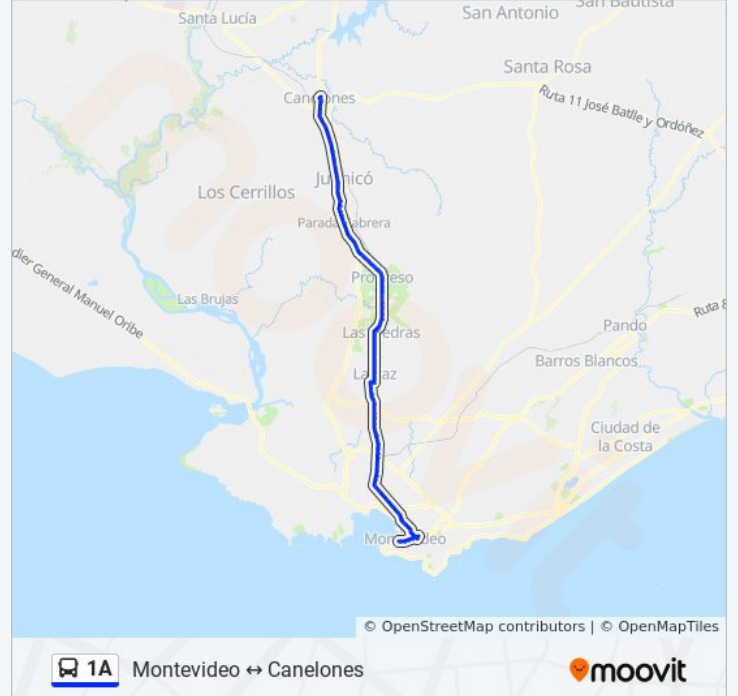 San Bautista
San Antonio
Santa Lucía
Santa Rosa
Canelones
Ruta 11 José Batlle y Ordóñez
Juanicó
Los Cerrillos
Parada Cabrera
dier General Manuel Oribe
Progreso
Las Brujas
Ruta 8
Pando
Las Piedras
Barros Blancos
La Paz
Ciudad de
la Costa
Montevideo
© OpenStreetMap contributors | © OpenMapTiles
1A Montevideo ↔ Canelones
moovit